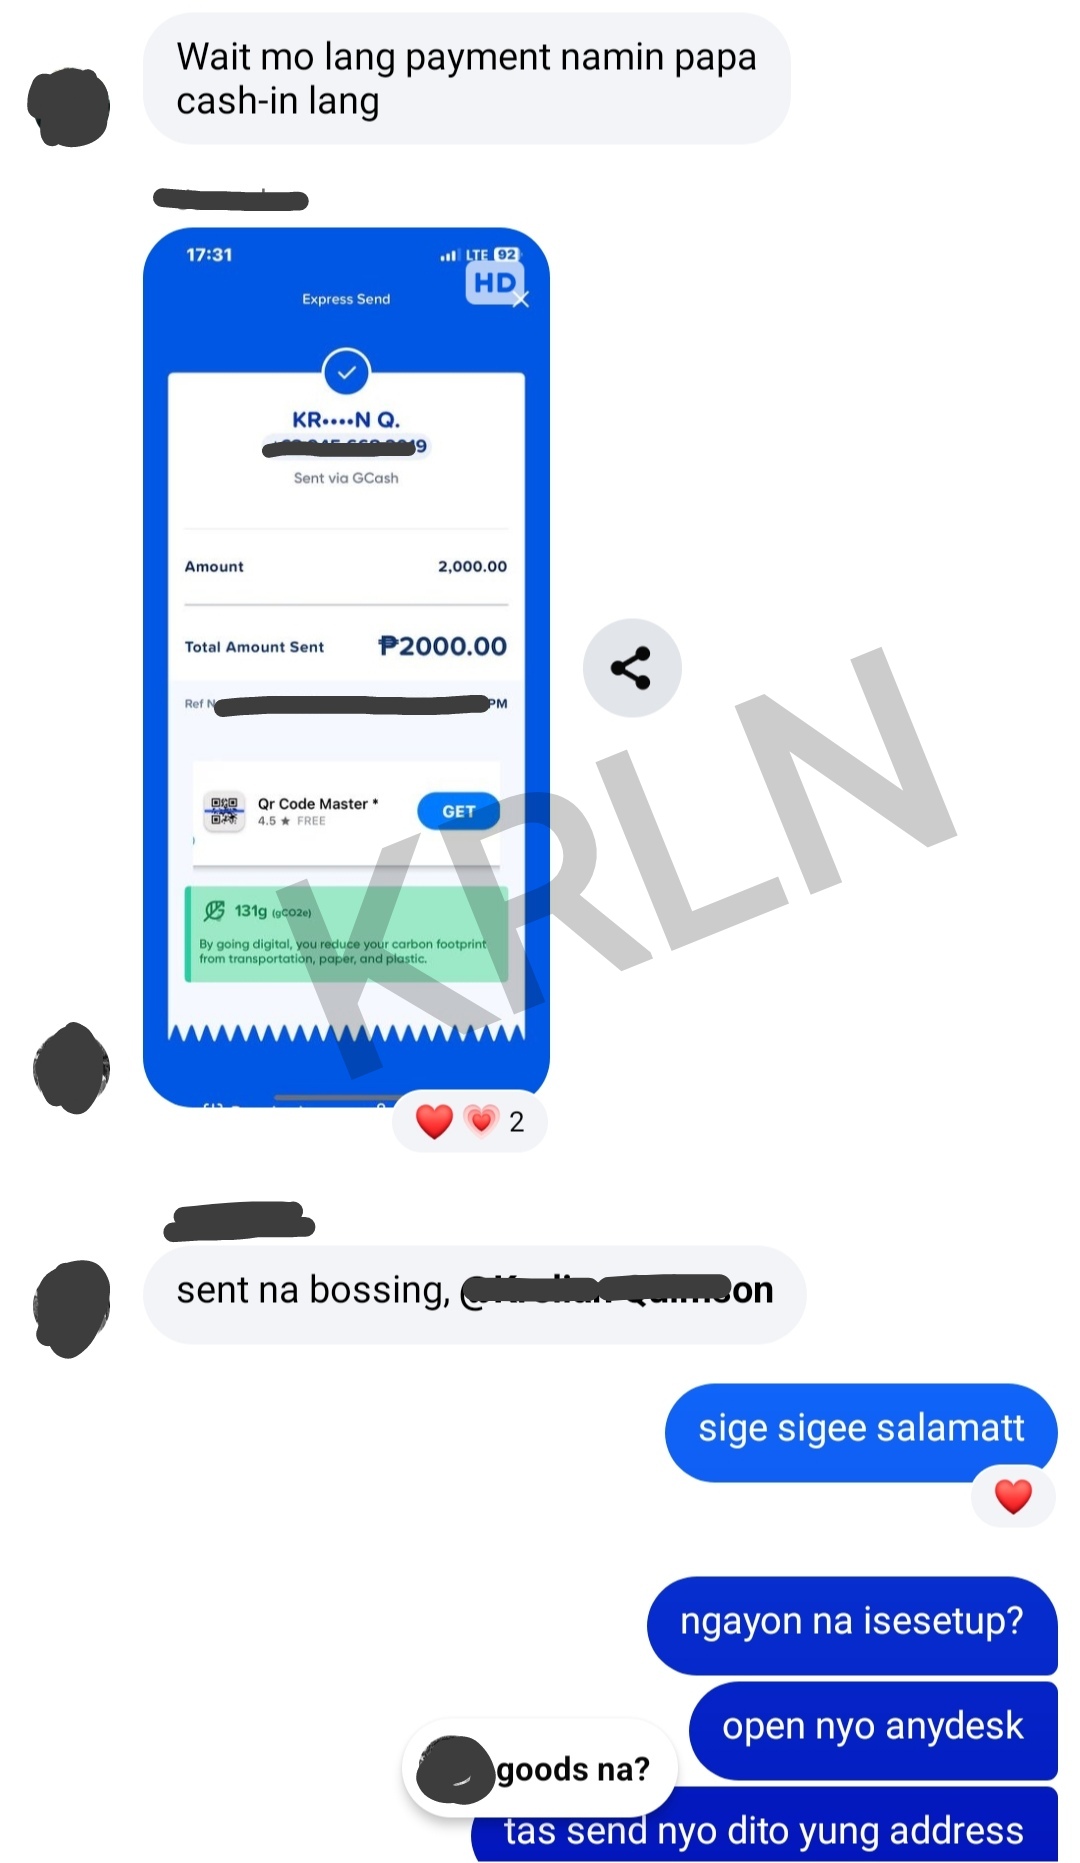 Wait mo lang payment namin papa
cash-in lang
17:31
LTE 92
HD
Express Send
KR....N Q.
9
Sent via GCash
Amount 2,000.00
Total Amount Sent ₱2000.00
Ref
PM
Qr Code Master *
4.5 ★ FREE
GET
131g (gCO2e)
By going digital, you reduce your carbon footprint
from transportation, paper, and plastic.
KRLN
2
sent na bossing,
sige sigee salamatt
ngayon na isesetup?
open nyo anydesk
goods na?
tas send nyo dito yung address